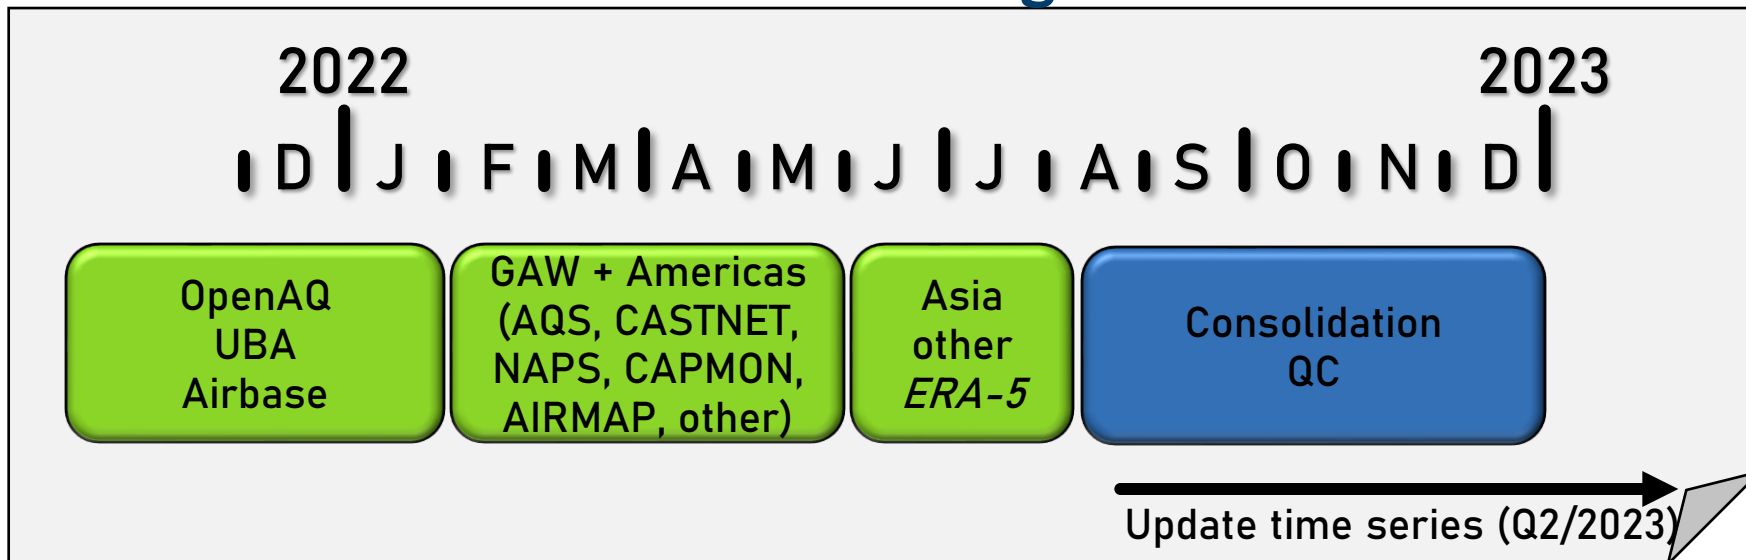 2022 2023
D J F M A M J J A S O N D
OpenAQ
UBA
Airbase
GAW + Americas
(AQS, CASTNET,
NAPS, CAPMON,
AIRMAP, other)
Asia
other
ERA-5
Consolidation
QC
Update time series (Q2/2023)